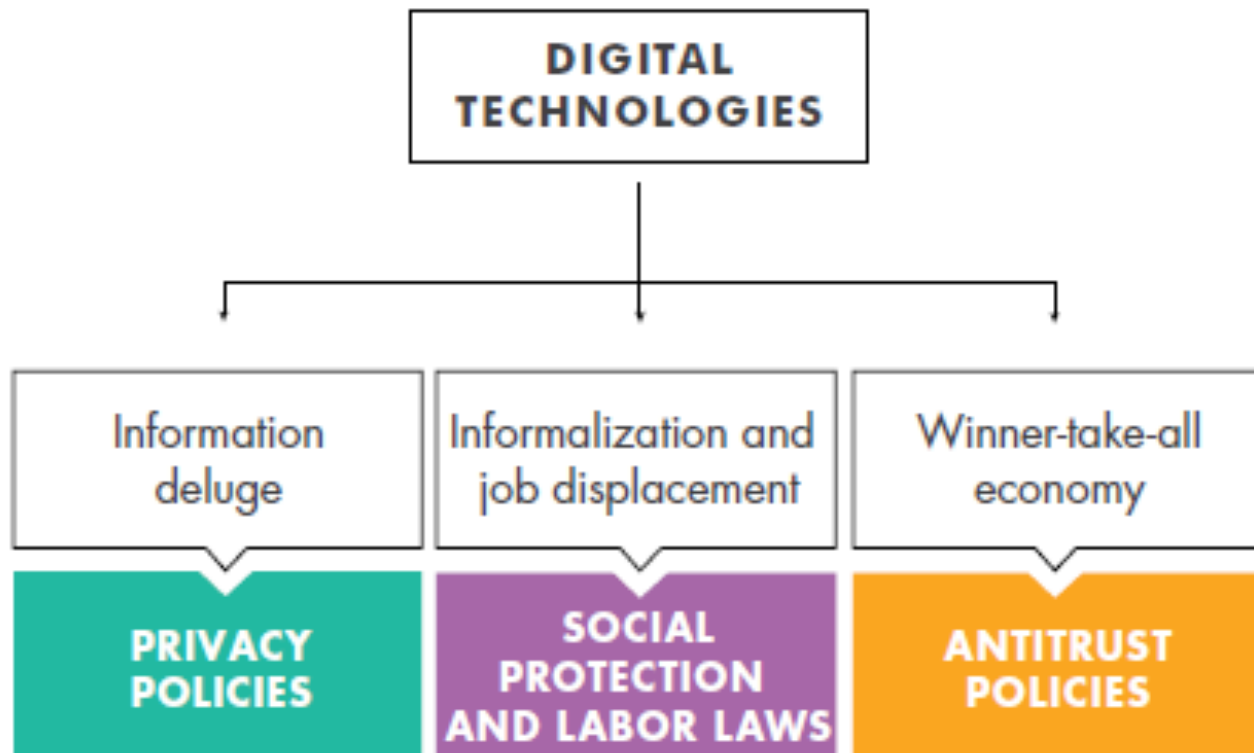 DIGITAL
TECHNOLOGIES
Information
deluge
Informalization and
job displacement
Winner-take-all
economy
PRIVACY
POLICIES
SOCIAL
PROTECTION
AND LABOR LAWS
ANTITRUST
POLICIES